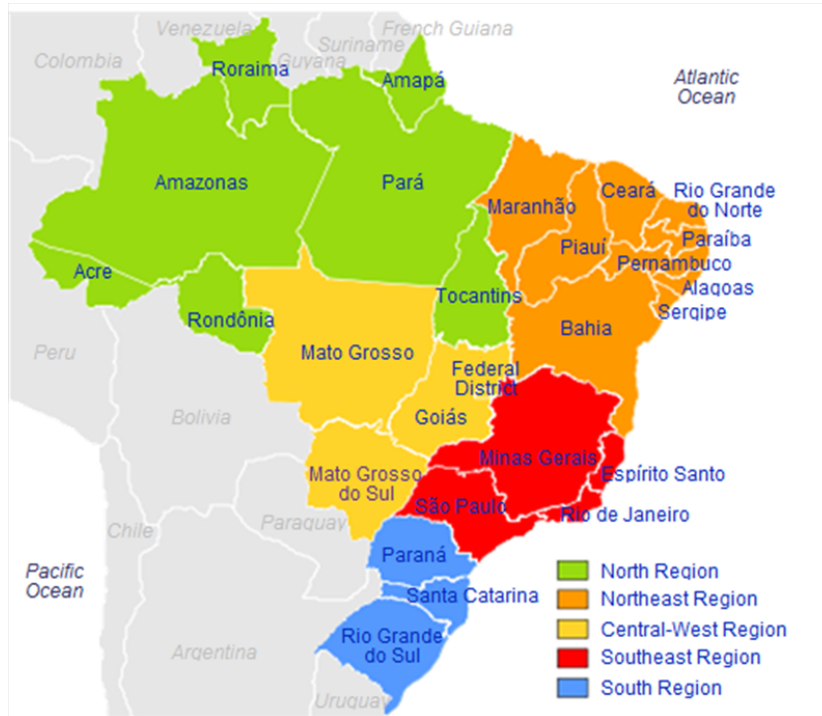 Venezuela
French Guiana
Suriname
Colombia
Guyana
Roraima
Amapá
Atlantic
Ocean
Amazonas
Pará
Maranhão
Ceará
Rio Grande
do Norte
Piauí
Paraíba
Pernambuco
Acre
Tocantins
Alagoas
Sergipe
Rondônia
Bahia
Peru
Mato Grosso
Federal
District
Goiás
Bolivia
Minas Gerais
Mato Grosso
do Sul
Espírito Santo
São Paulo
Rio de Janeiro
Paraguay
Chile
Paraná
Pacific
Ocean
Santa Catarina
Rio Grande
do Sul
Argentina
Uruguay
North Region
Northeast Region
Central-West Region
Southeast Region
South Region